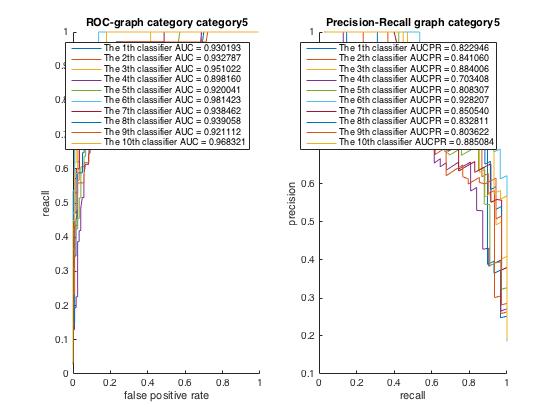 ROC-graph category category5
The 1th classifier AUC = 0.930193
The 2th classifier AUC = 0.932787
The 3th classifier AUC = 0.951022
The 4th classifier AUC = 0.898160
The 5th classifier AUC = 0.920041
The 6th classifier AUC = 0.981423
The 7th classifier AUC = 0.938462
The 8th classifier AUC = 0.939058
The 9th classifier AUC = 0.921112
The 10th classifier AUC = 0.968321
1
0.6
0.5
0.4
0.3
0.2
0.1
0
reacll
0 0.2 0.4 0.6 0.8 1
false positive rate
Precision-Recall graph category5
The 1th classifier AUCPR = 0.822946
The 2th classifier AUCPR = 0.841060
The 3th classifier AUCPR = 0.884006
The 4th classifier AUCPR = 0.703408
The 5th classifier AUCPR = 0.808307
The 6th classifier AUCPR = 0.928207
The 7th classifier AUCPR = 0.850540
The 8th classifier AUCPR = 0.832811
The 9th classifier AUCPR = 0.803622
The 10th classifier AUCPR = 0.885084
1
0.6
0.5
0.4
0.3
0.2
0.1
precision
0 0.2 0.4 0.6 0.8 1
recall